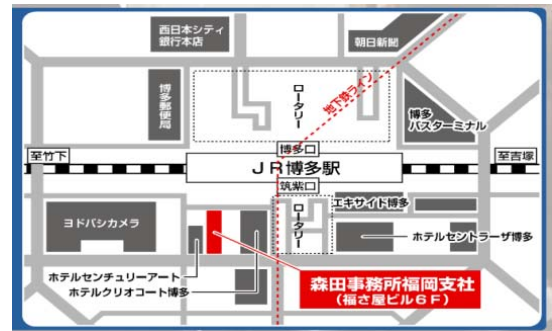 西日本シティ
銀行本店
朝日新聞
博多郵便局
ロータリー
地下鉄ライン
博多
バスターミナル
博多口
至竹下
JR博多駅
至吉塚
筑紫口
ロータリー
エキサイド博多
ヨドバシカメラ
ホテルセントラーザ博多
ホテルセンチュリーアート
ホテルクリオコート博多
森田事務所福岡支社
(福さ屋ビル6F)